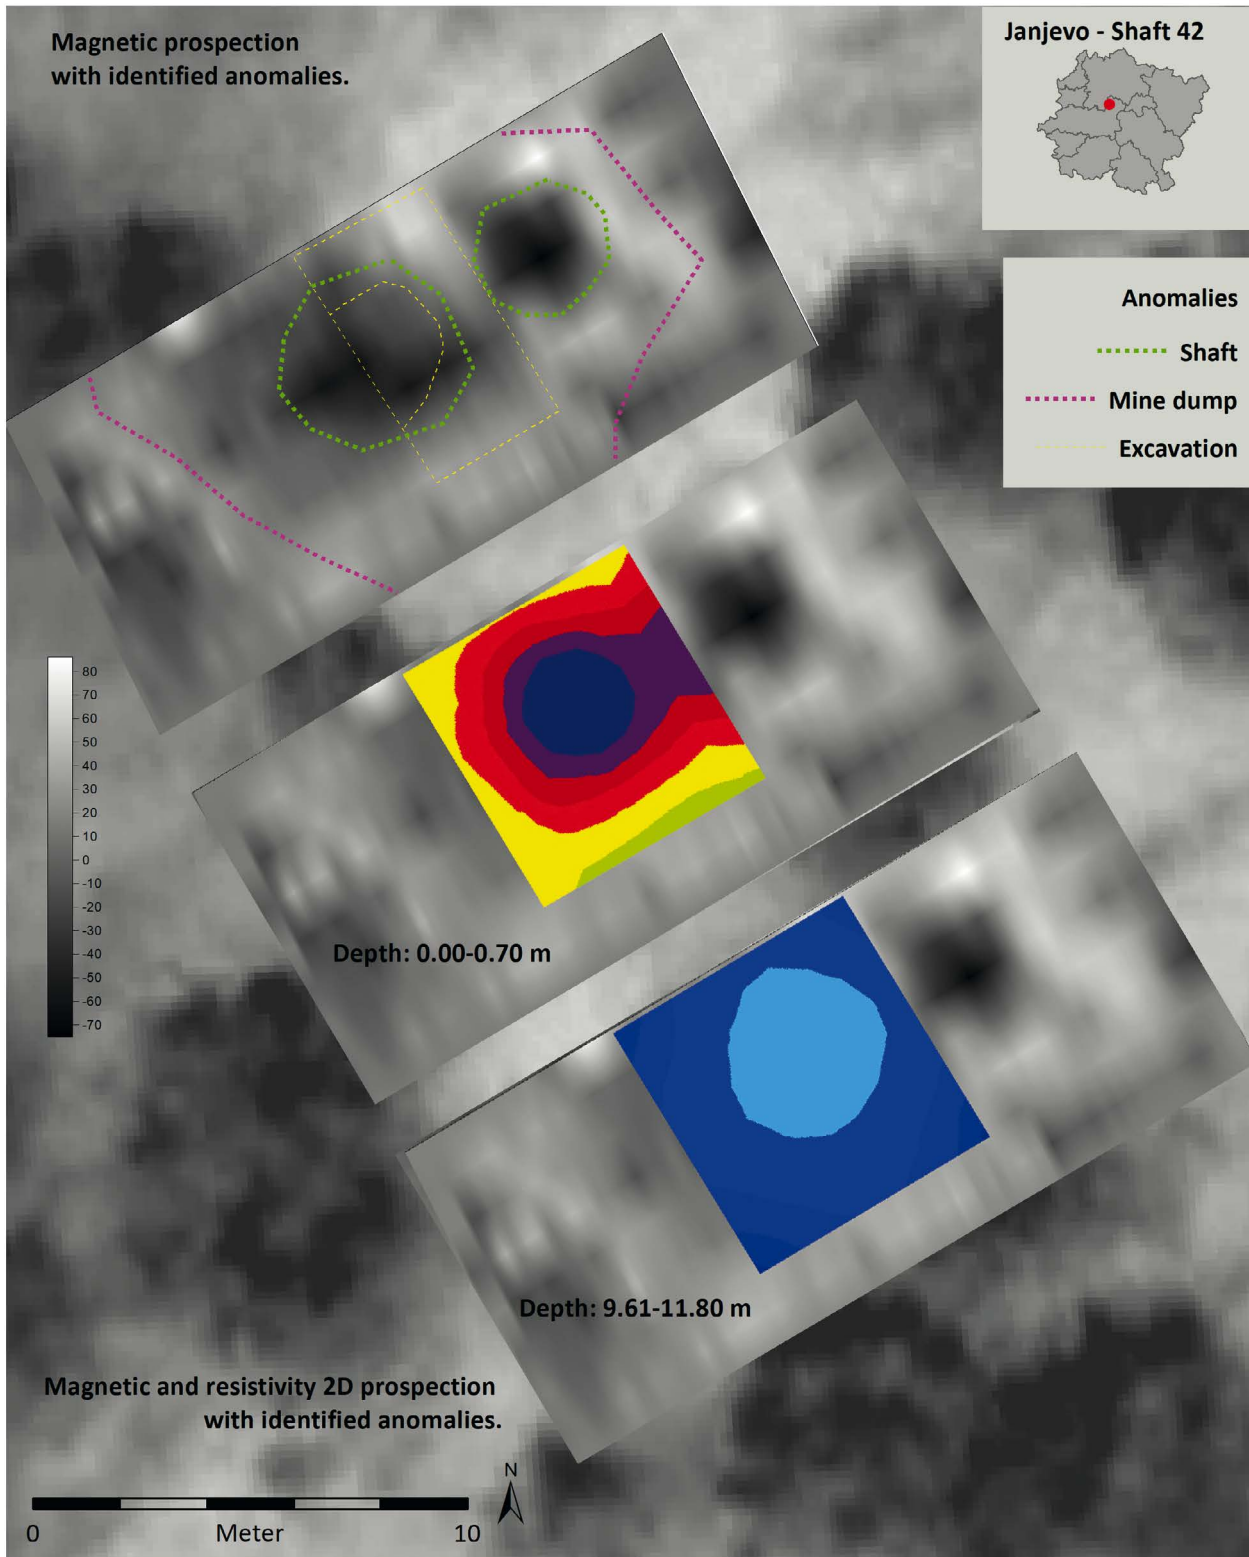 Magnetic prospection
with identified anomalies.
Janjevo - Shaft 42
Anomalies
Shaft
Mine dump
Excavation
80
70
60
50
40
30
20
10
0
-10
-20
-30
-40
-50
-60
-70
Depth: 0.00-0.70 m
Depth: 9.61-11.80 m
Magnetic and resistivity 2D prospection
with identified anomalies.
N
0 Meter 10